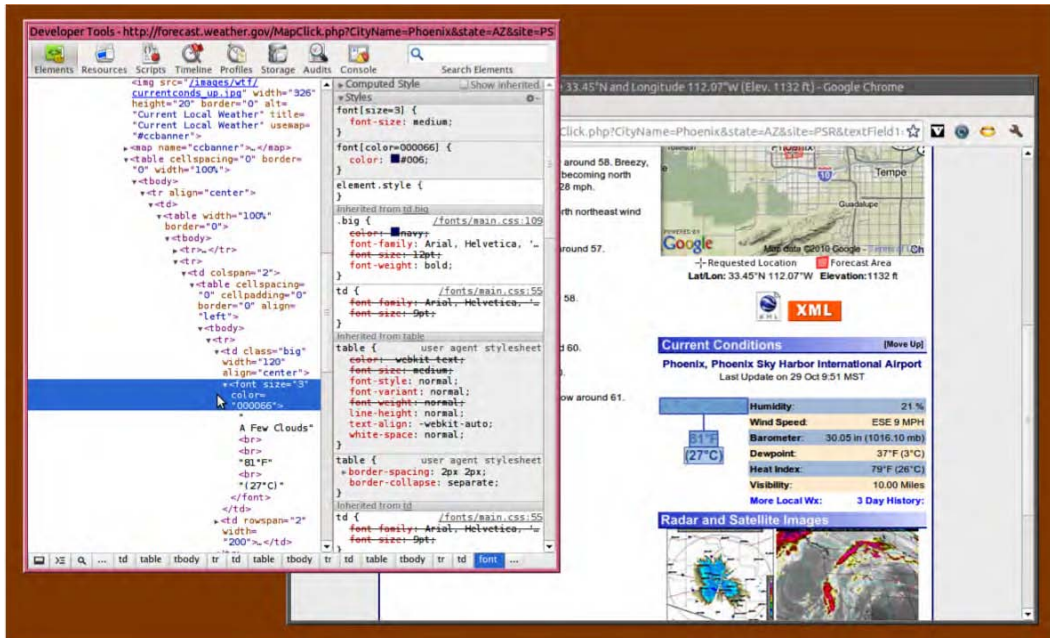 Developer Tools - http://forecast.weather.gov/MapClick.php?CityName=Phoenix&state=AZ&site=PS
Elements Resources Scripts Timeline Profiles Storage Audits Console Search Elements
<img src="/images/wtf/
currentconds_up.jpg" width="326"
height="20" border="0" alt=
"Current Local Weather" title=
"Current Local Weather" usemap=
"#ccbanner">
<map name="ccbanner">…</map>
<table cellspacing="0" border=
"0" width="100%">
<tbody>
<tr align="center">
<td>
<table width="100%"
border="0">
<tbody>
<tr>…</tr>
<tr>
<td colspan="2">
<table cellspacing=
"0" cellpadding="0"
border="0" align=
"left">
<tbody>
<tr>
<td class="big"
width="120"
align="center">
<font size="3"
color=
"000066">
"
A Few Clouds"
<br>
<br>
"81°F"
<br>
"(27°C)"
</font>
</td>
<td rowspan="2"
width=
"200">…</td>
Computed Style Show inherited
Styles
font[size=3] {
font-size: medium;
}
font[color=000066] {
color: #006;
}
element.style {
}
Inherited from td.big
.big { /fonts/main.css:109
color: navy;
font-family: Arial, Helvetica, '…
font-size: 12pt;
font-weight: bold;
}
td { /fonts/main.css:55
font-family: Arial, Helvetica, '…
font-size: 9pt;
}
Inherited from table
table { user agent stylesheet
color: -webkit-text;
font-size: medium;
font-style: normal;
font-variant: normal;
font-weight: normal;
line-height: normal;
text-align: -webkit-auto;
white-space: normal;
}
table { user agent stylesheet
border-spacing: 2px 2px;
border-collapse: separate;
}
Inherited from td
td { /fonts/main.css:55
font-family: Arial, Helvetica, '…
font-size: 9pt;
}
... td table tbody tr td table tbody tr td table tbody tr td font ...
33.45°N and Longitude 112.07°W (Elev. 1132 ft) - Google Chrome
Click.php?CityName=Phoenix&state=AZ&site=PSR&textField1
around 58. Breezy,
becoming north
28 mph.
rth northeast wind
round 57.
58.
60.
ow around 61.
Tempe
10
Guadalupe
POWERED BY
Google
Map data ©2010 Google - Terms of Use
Requested Location Forecast Area
Lat/Lon: 33.45°N 112.07°W Elevation: 1132 ft
KML
XML
Current Conditions [Move Up]
Phoenix, Phoenix Sky Harbor International Airport
Last Update on 29 Oct 9:51 MST
81°F
(27°C)
Humidity: 21 %
Wind Speed: ESE 9 MPH
Barometer: 30.05 in (1016.10 mb)
Dewpoint: 37°F (3°C)
Heat Index: 79°F (26°C)
Visibility: 10.00 Miles
More Local Wx: 3 Day History:
Radar and Satellite Images